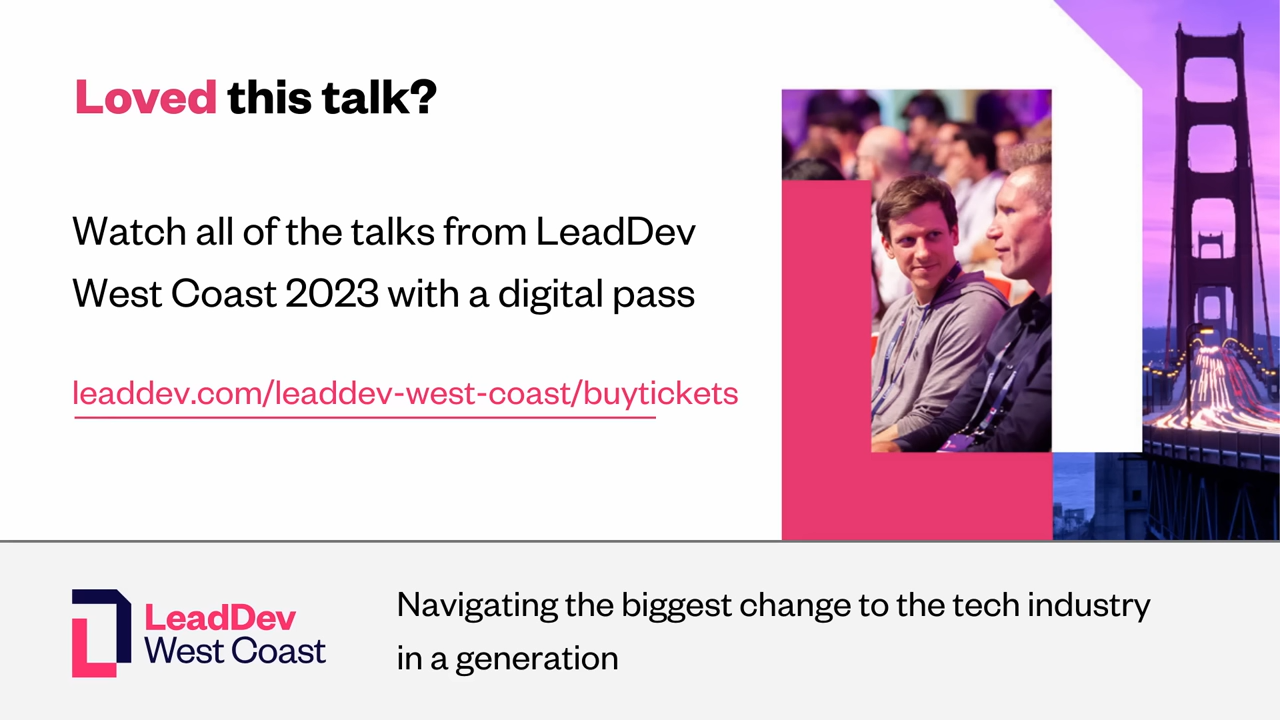 Loved this talk?
Watch all of the talks from LeadDev
West Coast 2023 with a digital pass
leaddev.com/leaddev-west-coast/buytickets
LeadDev
West Coast
Navigating the biggest change to the tech industry
in a generation